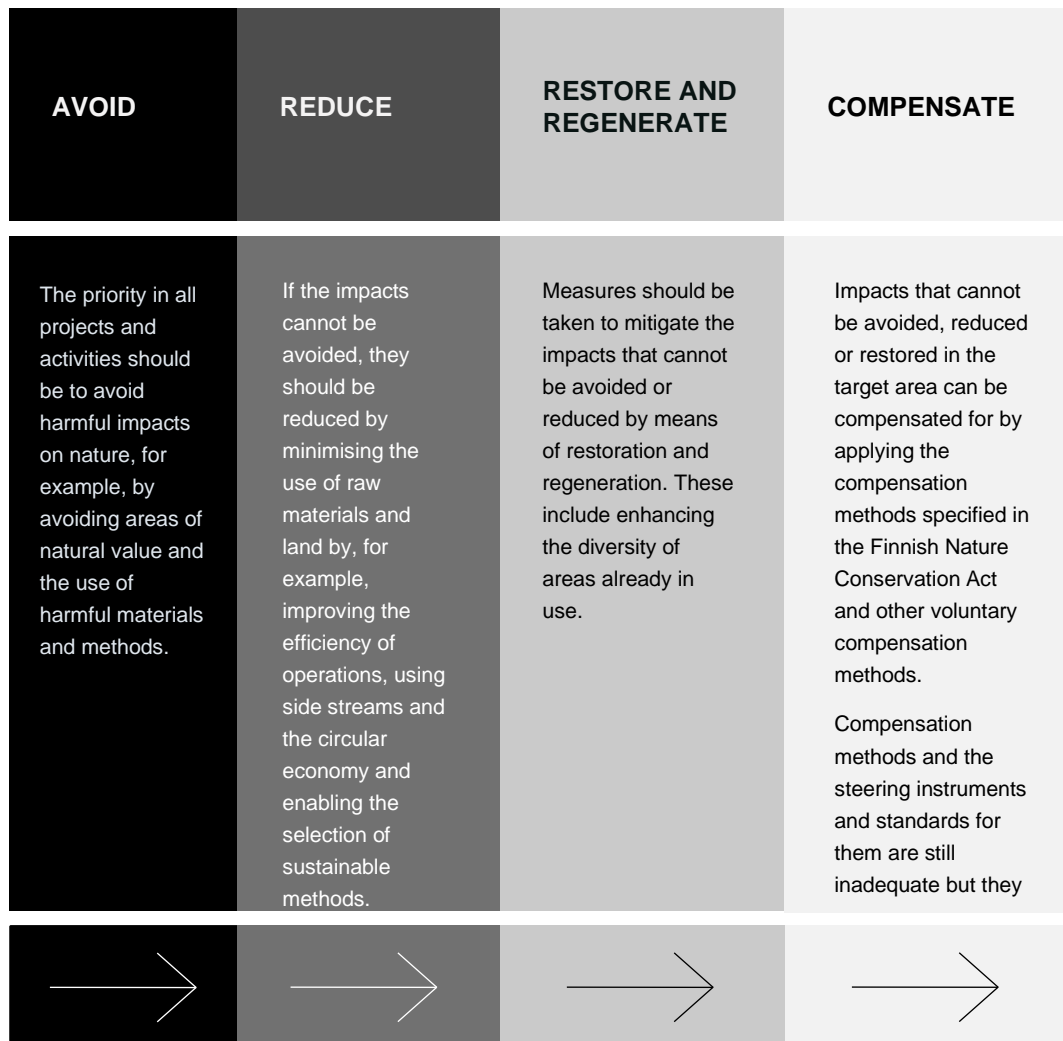 AVOID
REDUCE
RESTORE AND
REGENERATE
COMPENSATE
The priority in all
projects and
activities should
be to avoid
harmful impacts
on nature, for
example, by
avoiding areas of
natural value and
the use of
harmful materials
and methods.
If the impacts
cannot be
avoided, they
should be
reduced by
minimising the
use of raw
materials and
land by, for
example,
improving the
efficiency of
operations, using
side streams and
the circular
economy and
enabling the
selection of
sustainable
methods.
Measures should be
taken to mitigate the
impacts that cannot
be avoided or
reduced by means
of restoration and
regeneration. These
include enhancing
the diversity of
areas already in
use.
Impacts that cannot
be avoided, reduced
or restored in the
target area can be
compensated for by
applying the
compensation
methods specified in
the Finnish Nature
Conservation Act
and other voluntary
compensation
methods.
Compensation
methods and the
steering instruments
and standards for
them are still
inadequate but they